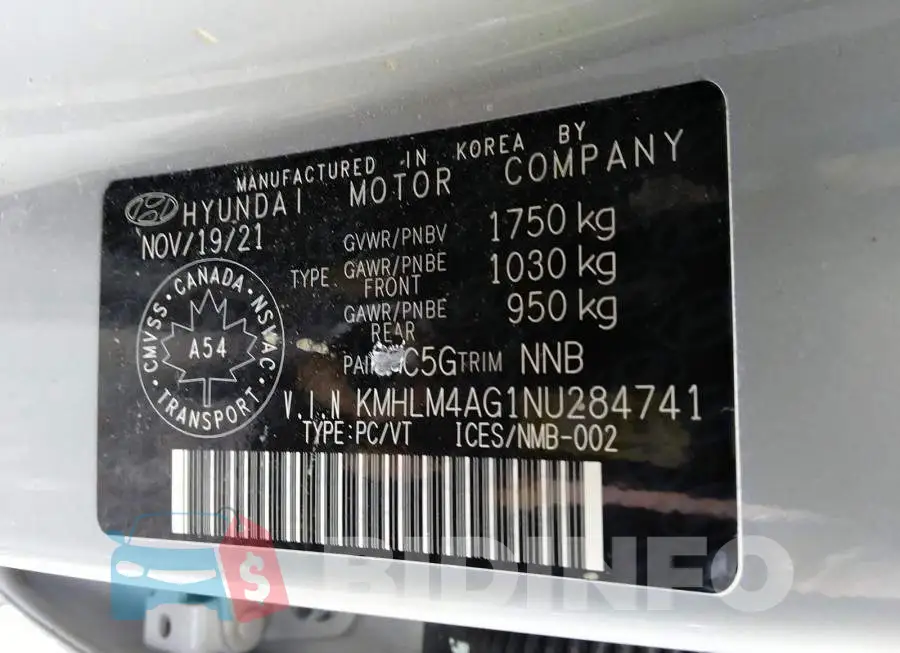 MANUFACTURED IN KOREA BY
HYUNDAI MOTOR COMPANY
NOV/19/21 GVWR/PNBV 1750 kg
TYPE GAWR/PNBE FRONT 1030 kg
GAWR/PNBE REAR 950 kg
C5G TRIM NNB
V.I.N KMHLM4AG1NU284741
TYPE:PC/VT ICES/NMB-002
CMVSS · CANADA · NSVAC · TRANSPORT ·
A54
$
BIDINFO